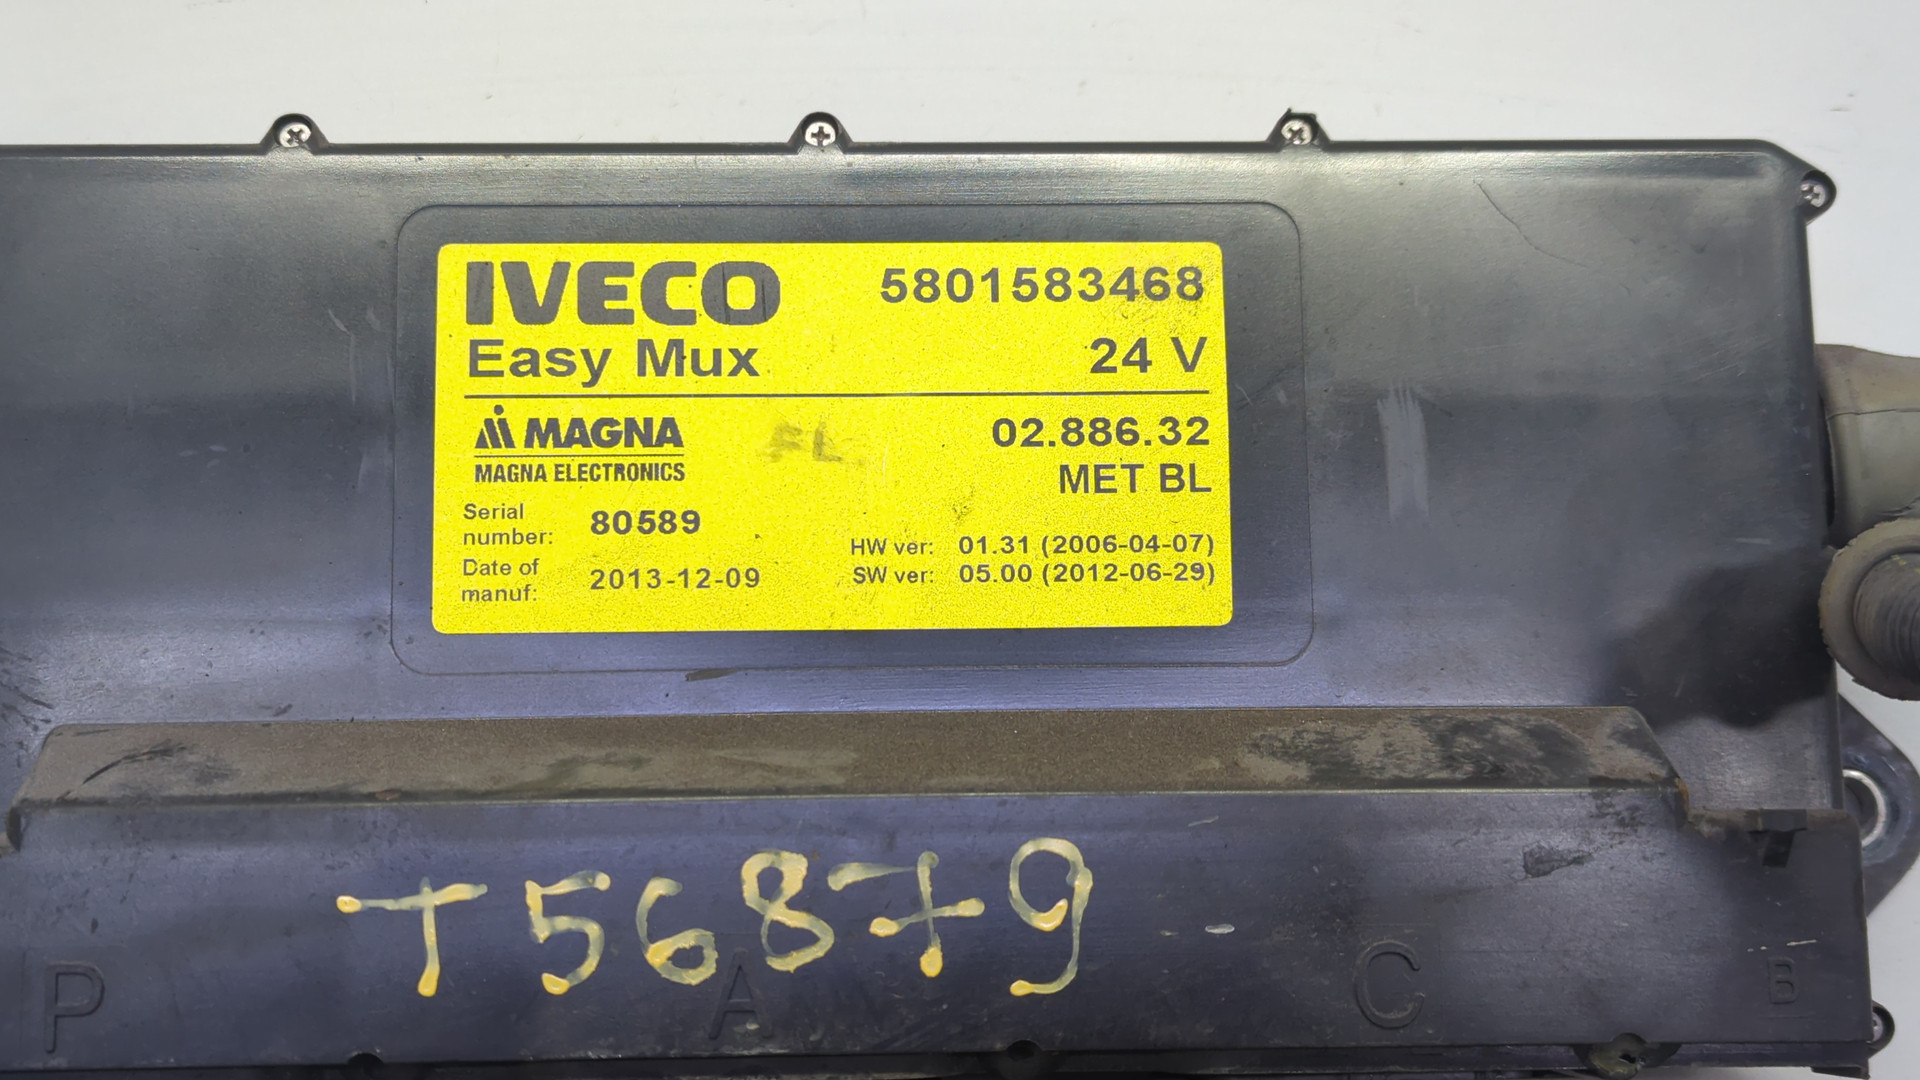 IVECO 5801583468
Easy Mux 24 V
MAGNA 02.886.32
MAGNA ELECTRONICS MET BL
Serial
number: 80589
HW ver: 01.31 (2006-04-07)
Date of
manuf: 2013-12-09
SW ver: 05.00 (2012-06-29)
T56879
P A C B